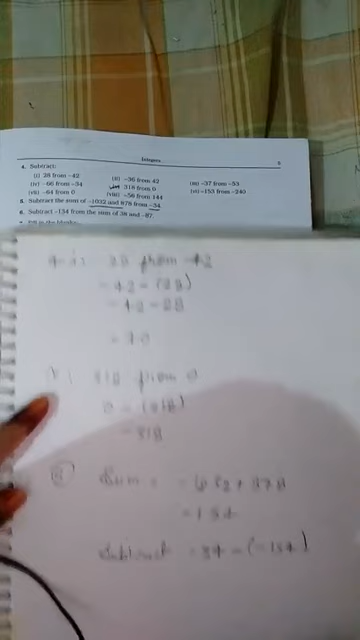 Integers 5
4. Subtract:
(i) 28 from -42 (ii) -36 from 42 (iii) -37 from -53
(iv) -66 from -34 (v) 318 from 0 (vi) -153 from -240
(vii) -64 from 0 (viii) -56 from 144
5. Subtract the sum of -1032 and 878 from -34
6. Subtract -134 from the sum of 38 and -87
from -42
- 42 - (28)
- 42 - 28
- 70
318 from 0
0 - (318)
- 318
Sum = + 878
- 154
Subtract - 34 - (-154)